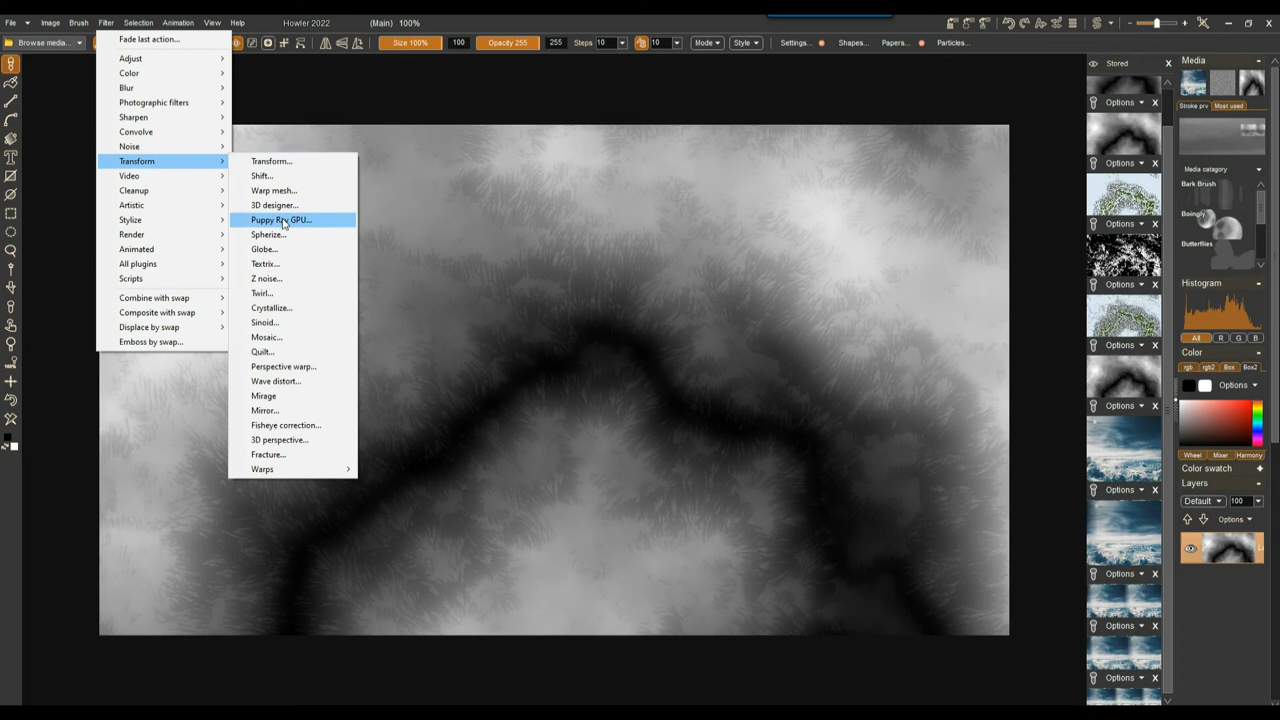 File Image Brush Filter Selection Animation View Help Howler 2022 (Main) 100%
Browse media... Size 100% 100 Opacity 255 255 Steps 10 10 Mode Style Settings... Shapes... Papers... Particles...
Fade last action...
Adjust
Color
Blur
Photographic filters
Sharpen
Convolve
Noise
Transform
Video
Cleanup
Artistic
Stylize
Render
Animated
All plugins
Scripts
Combine with swap
Composite with swap
Displace by swap
Emboss by swap...
Transform...
Shift...
Warp mesh...
3D designer...
Puppy Ray GPU...
Spherize...
Globe...
Textrix...
Z noise...
Twirl...
Crystallize...
Sinoid...
Mosaic...
Quilt...
Perspective warp...
Wave distort...
Mirage
Mirror...
Fisheye correction...
3D perspective...
Fracture...
Warps
Stored X
Options X
Options X
Options X
Options X
Options X
Options X
Options X
Options X
Options X
Options X
Media
Stroke prv Most used
Media catagory
Bark Brush
Boingly
Butterflies
Histogram
All R G B
Color
rgb rgb2 Box Box2
Options
Wheel Mixer Harmony
Color swatch
Layers
Default 100
Options